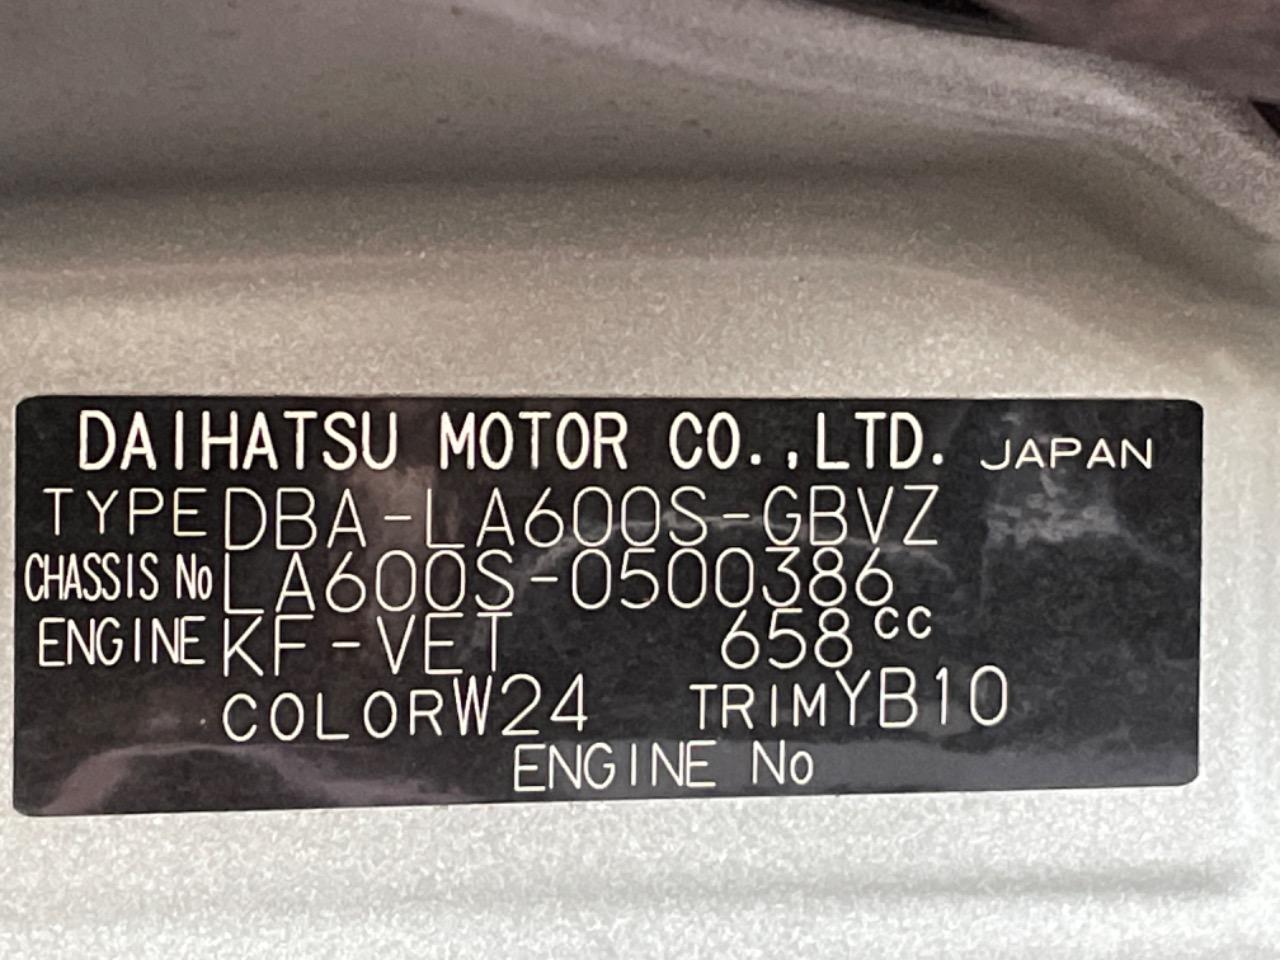 DAIHATSU MOTOR CO.,LTD. JAPAN
TYPE DBA-LA600S-GBVZ
CHASSIS No LA600S-0500386
ENGINE KF-VET 658cc
COLOR W24 TRIM YB10
ENGINE No